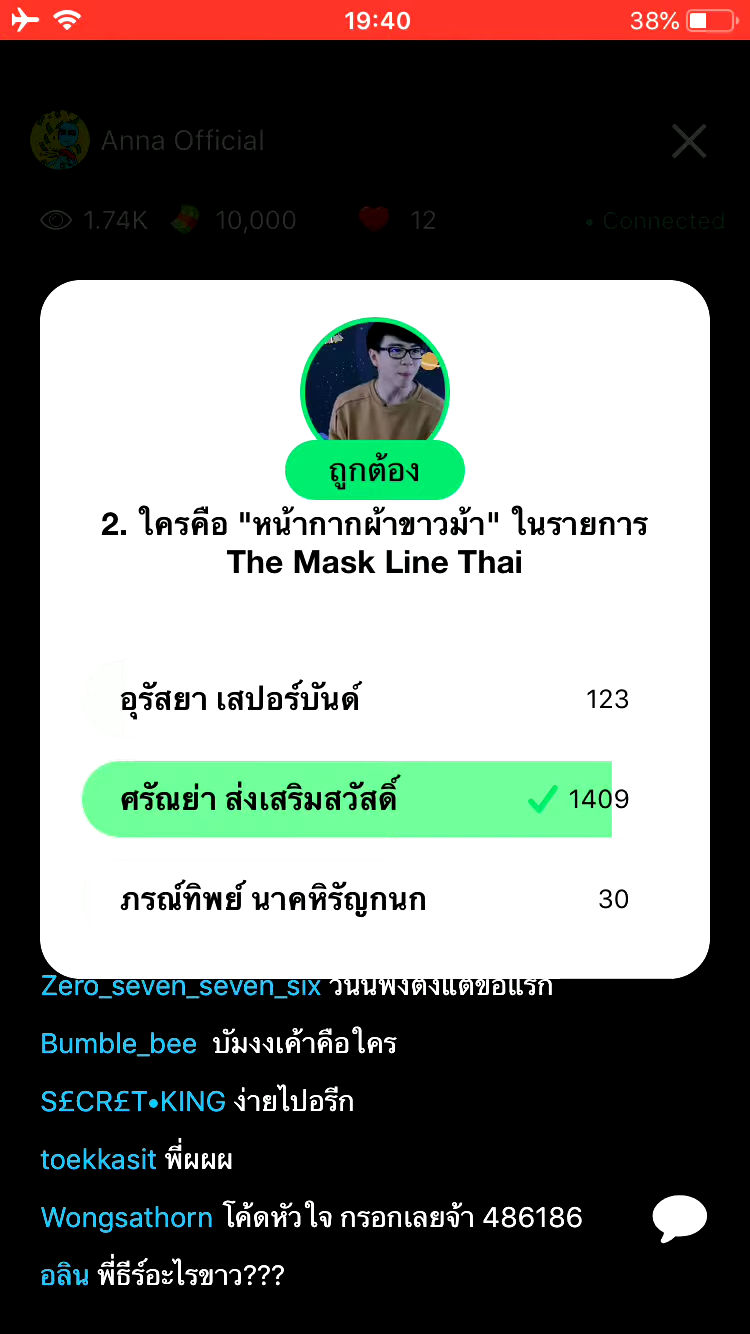 19:40
38%
Anna Official
1.74K 10,000 12 • Connected
ถูกต้อง
2. ใครคือ "หน้ากากผ้าขาวม้า" ในรายการ
The Mask Line Thai
อุรัสยา เสปอร์บันด์ 123
ศรัณย่า ส่งเสริมสวัสดิ์ 1409
ภรณ์ทิพย์ นาคหิรัญกนก 30
Zero_seven_seven_six
Bumble_bee บัมงงเค้าคือใคร
S£CR£T•KING ง่ายไปอรีก
toekkasit พี่ผผผ
Wongsathorn โค้ดหัวใจ กรอกเลยจ้า 486186
อลิน พี่ธีร์อะไรขาว???